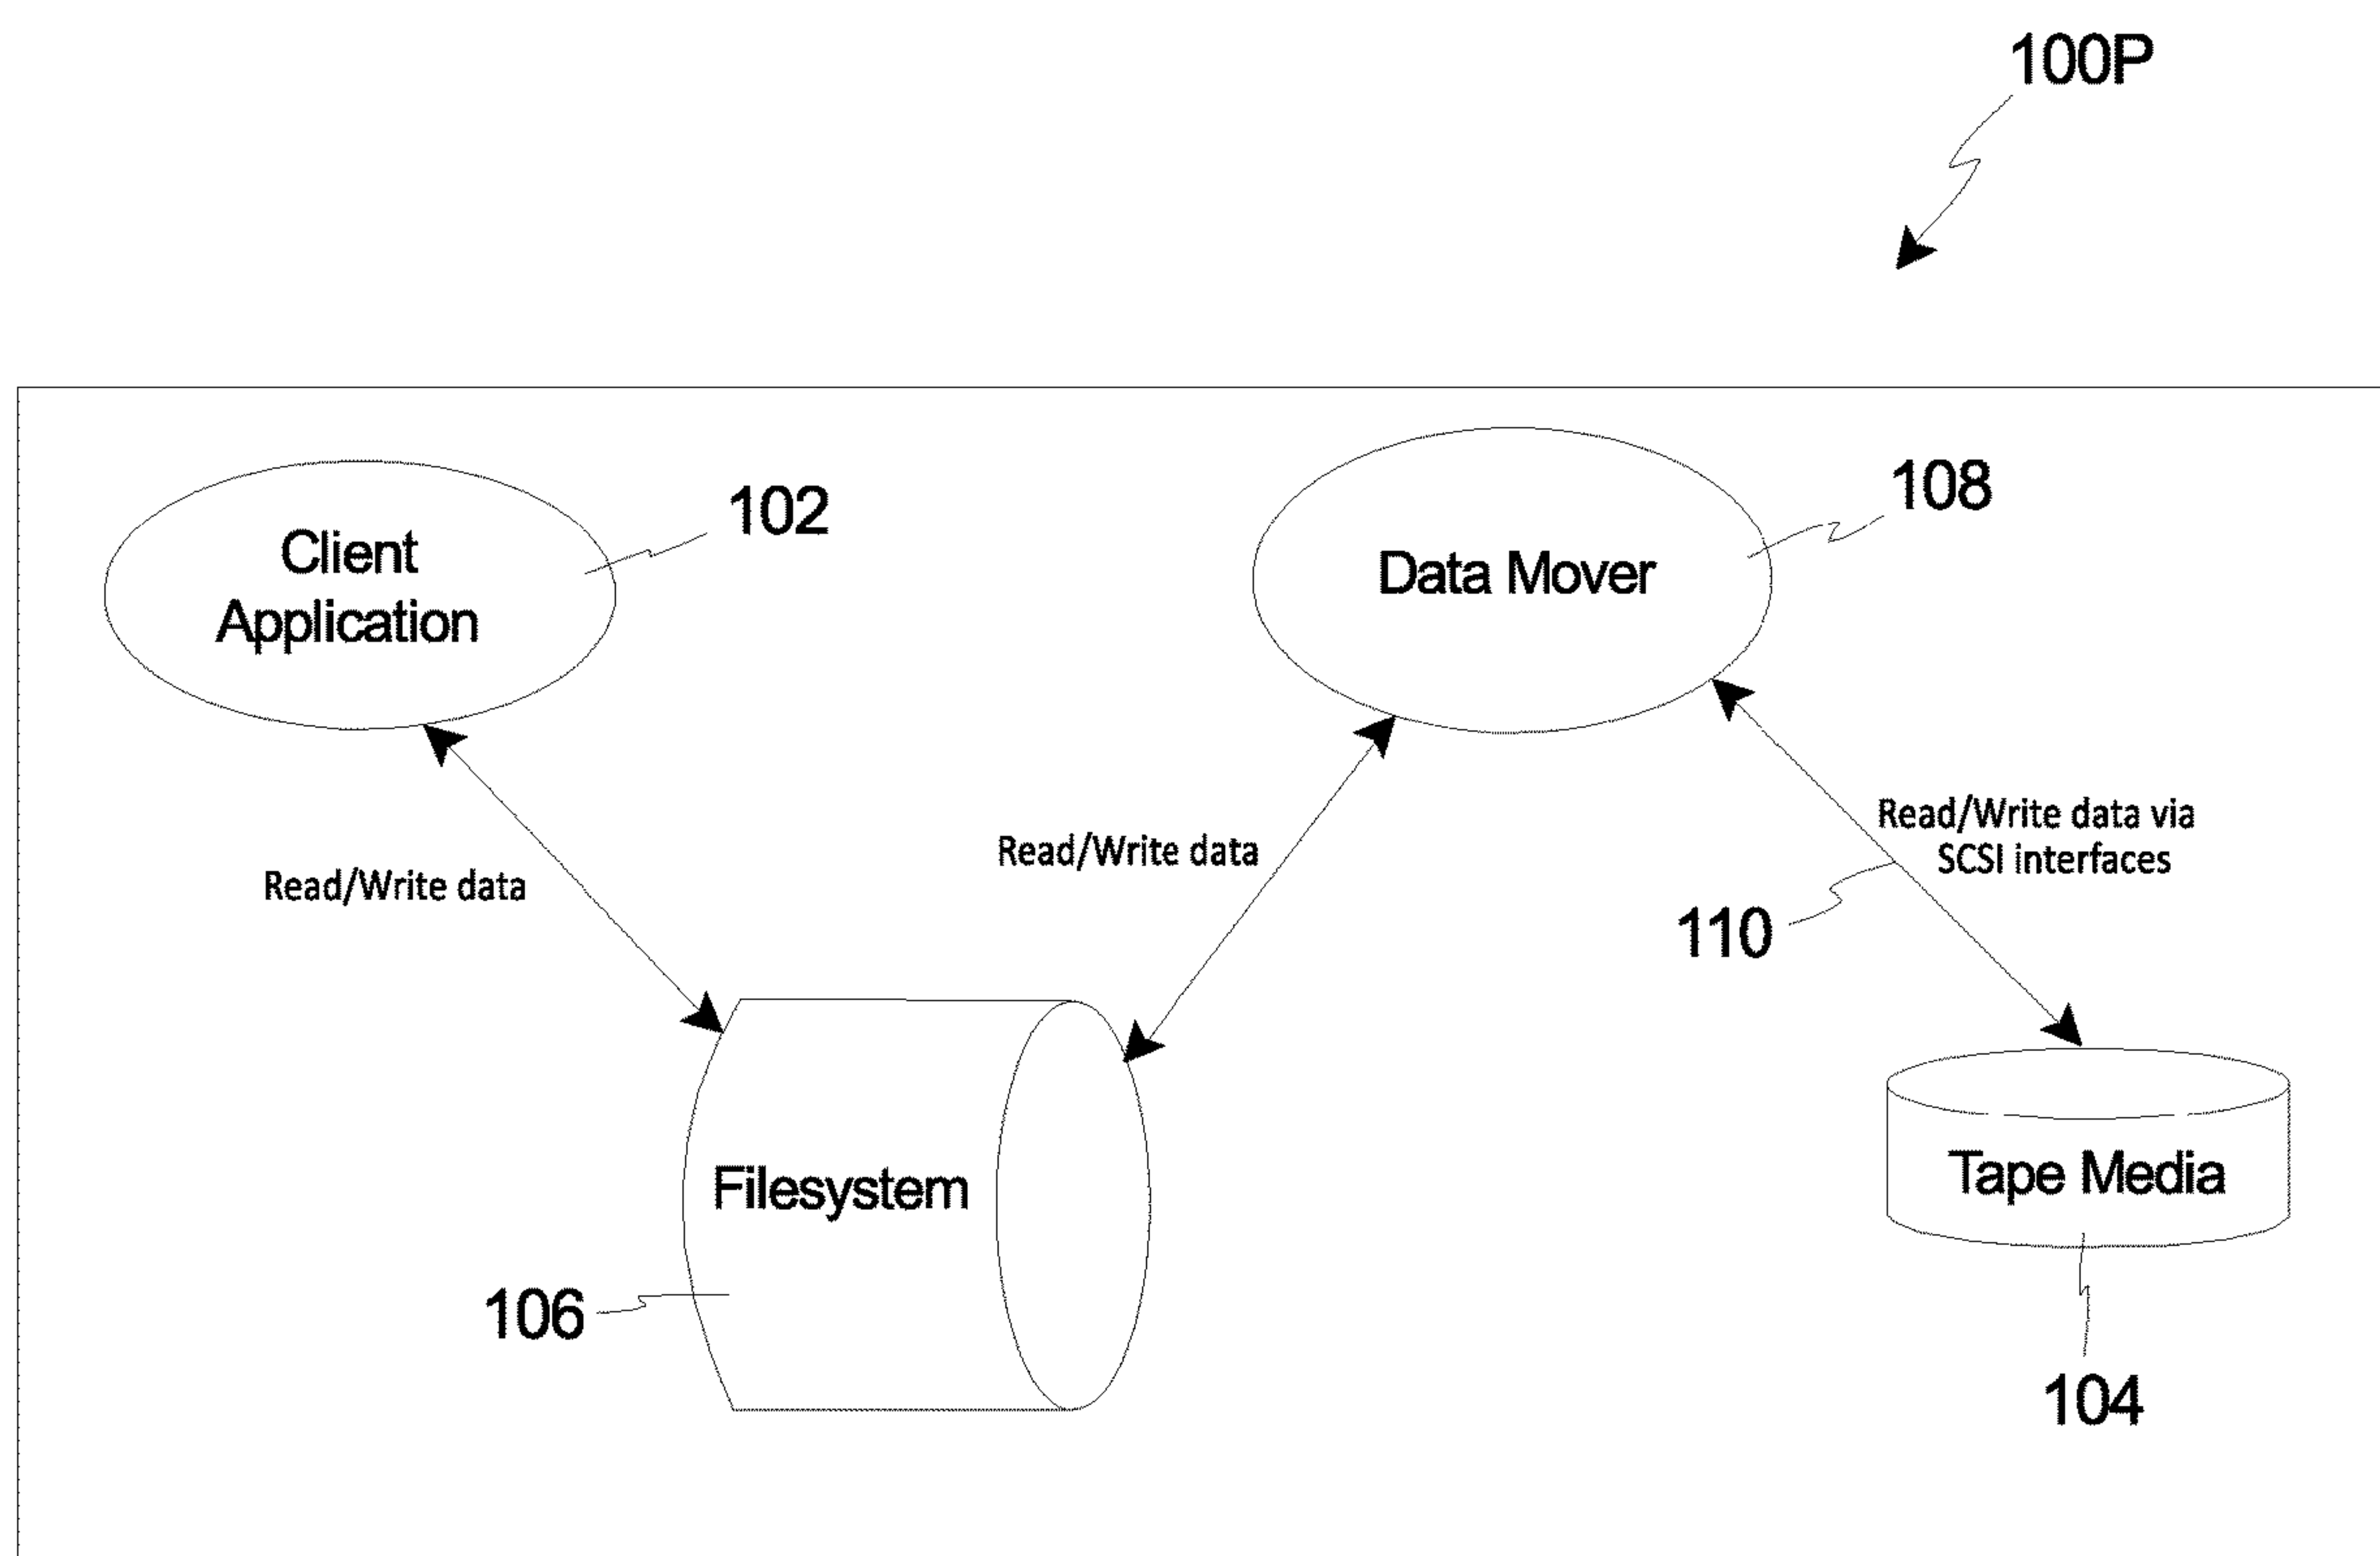 100P
Client
Application
102
Data Mover
108
Read/Write data
Read/Write data
Read/Write data via
SCSI interfaces
110
Filesystem
106
Tape Media
104